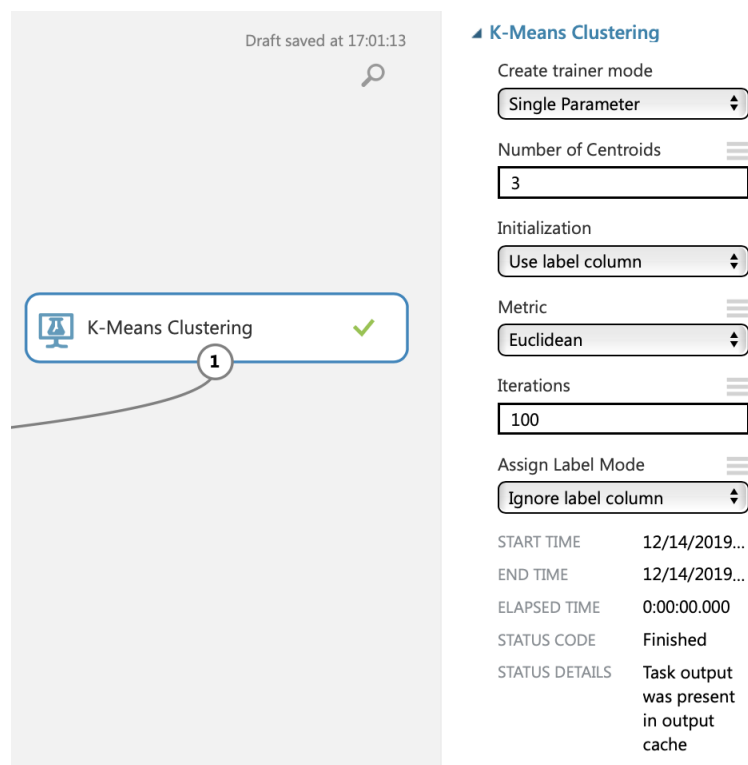 Draft saved at 17:01:13
K-Means Clustering
1
K-Means Clustering
Create trainer mode
Single Parameter
Number of Centroids
3
Initialization
Use label column
Metric
Euclidean
Iterations
100
Assign Label Mode
Ignore label column
START TIME 12/14/2019...
END TIME 12/14/2019...
ELAPSED TIME 0:00:00.000
STATUS CODE Finished
STATUS DETAILS Task output
was present
in output
cache